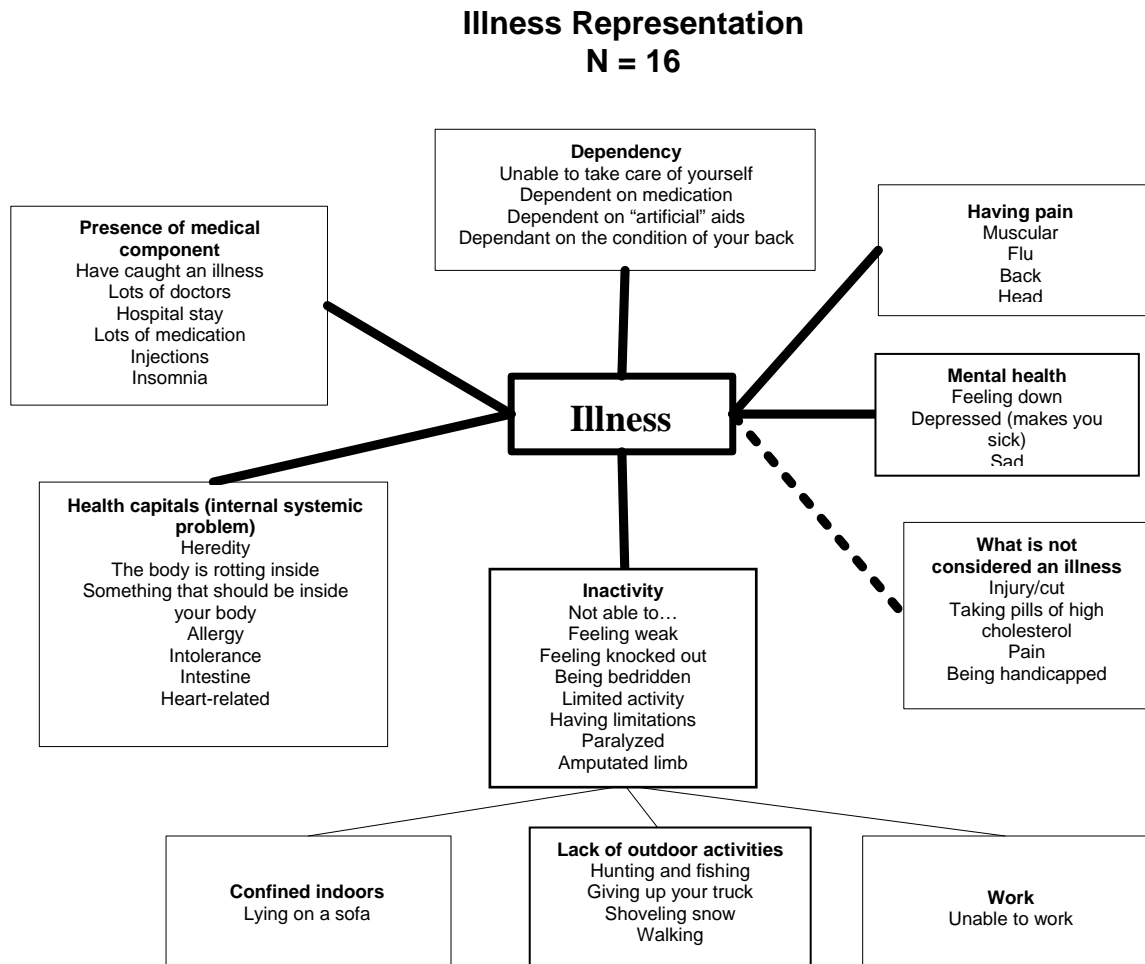 Illness Representation
N = 16
Dependency
Unable to take care of yourself
Dependent on medication
Dependent on “artificial” aids
Dependant on the condition of your back
Presence of medical
component
Have caught an illness
Lots of doctors
Hospital stay
Lots of medication
Injections
Insomnia
Having pain
Muscular
Flu
Back
Head
Illness
Mental health
Feeling down
Depressed (makes you
sick)
Sad
Health capitals (internal systemic
problem)
Heredity
The body is rotting inside
Something that should be inside
your body
Allergy
Intolerance
Intestine
Heart-related
What is not
considered an illness
Injury/cut
Taking pills of high
cholesterol
Pain
Being handicapped
Inactivity
Not able to…
Feeling weak
Feeling knocked out
Being bedridden
Limited activity
Having limitations
Paralyzed
Amputated limb
Confined indoors
Lying on a sofa
Lack of outdoor activities
Hunting and fishing
Giving up your truck
Shoveling snow
Walking
Work
Unable to work